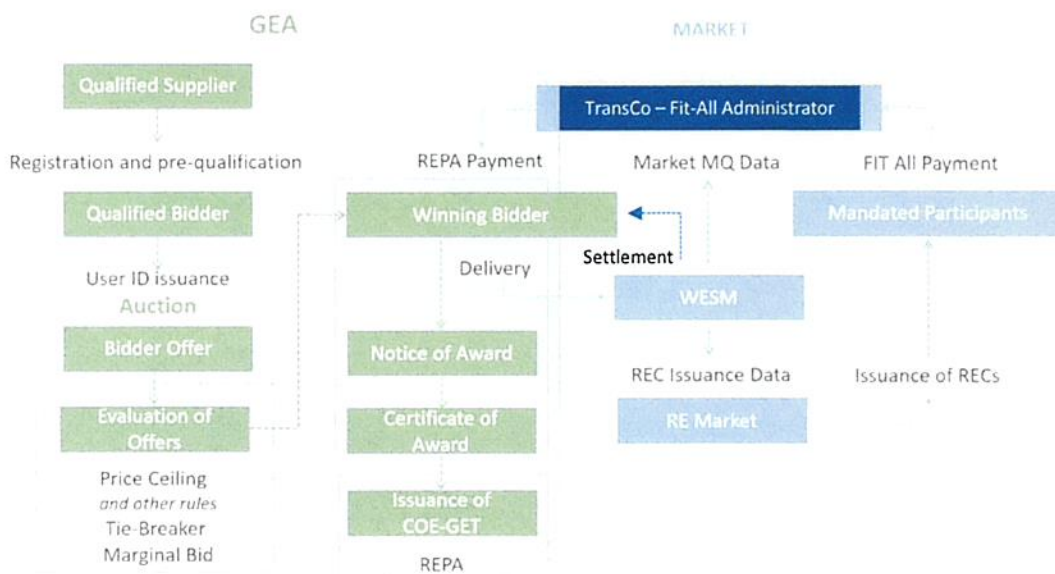 GEA
MARKET
Qualified Supplier
TransCo – Fit-All Administrator
Registration and pre-qualification
REPA Payment
Market MQ Data
FIT All Payment
Qualified Bidder
Winning Bidder
Mandated Participants
Settlement
Delivery
User ID issuance
WESM
Auction
Bidder Offer
Notice of Award
REC Issuance Data
Issuance of RECs
Evaluation of
Offers
Certificate of
Award
RE Market
Price Ceiling
and other rules
Tie-Breaker
Marginal Bid
Issuance of
COE-GET
REPA